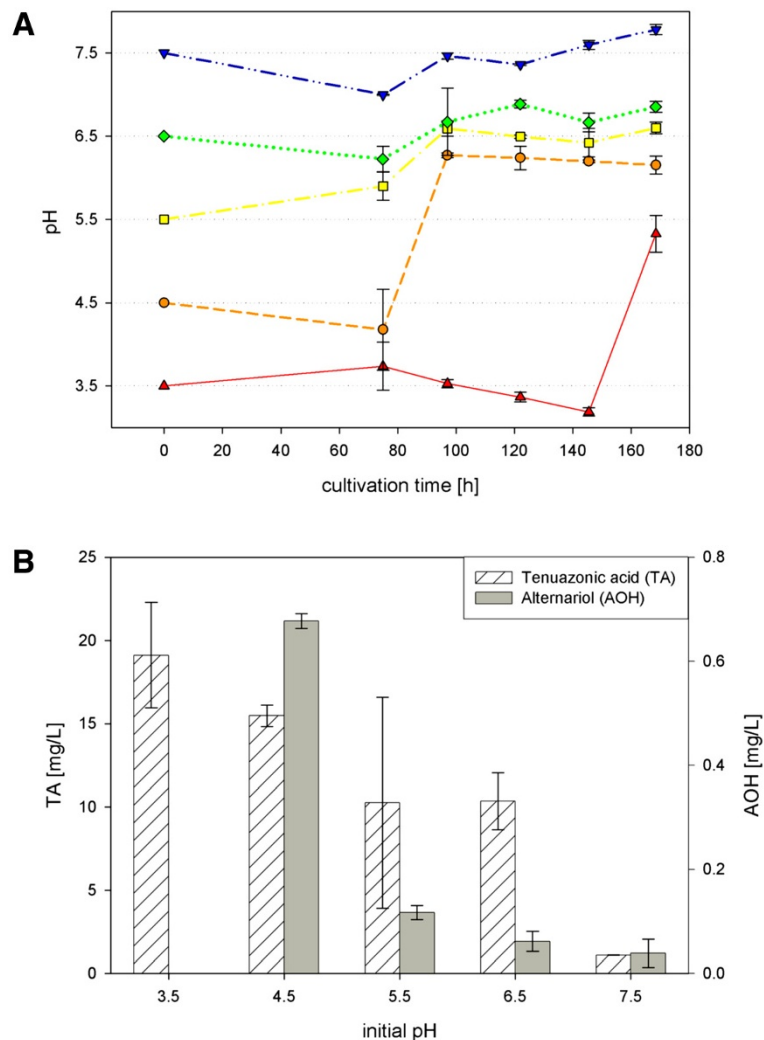 A
7.5
6.5
5.5
4.5
3.5
pH
0 20 40 60 80 100 120 140 160 180
cultivation time [h]
B
25
20
15
10
5
0
TA [mg/L]
Tenuazonic acid (TA)
Alternariol (AOH)
0.8
0.6
0.4
0.2
0.0
AOH [mg/L]
3.5 4.5 5.5 6.5 7.5
initial pH